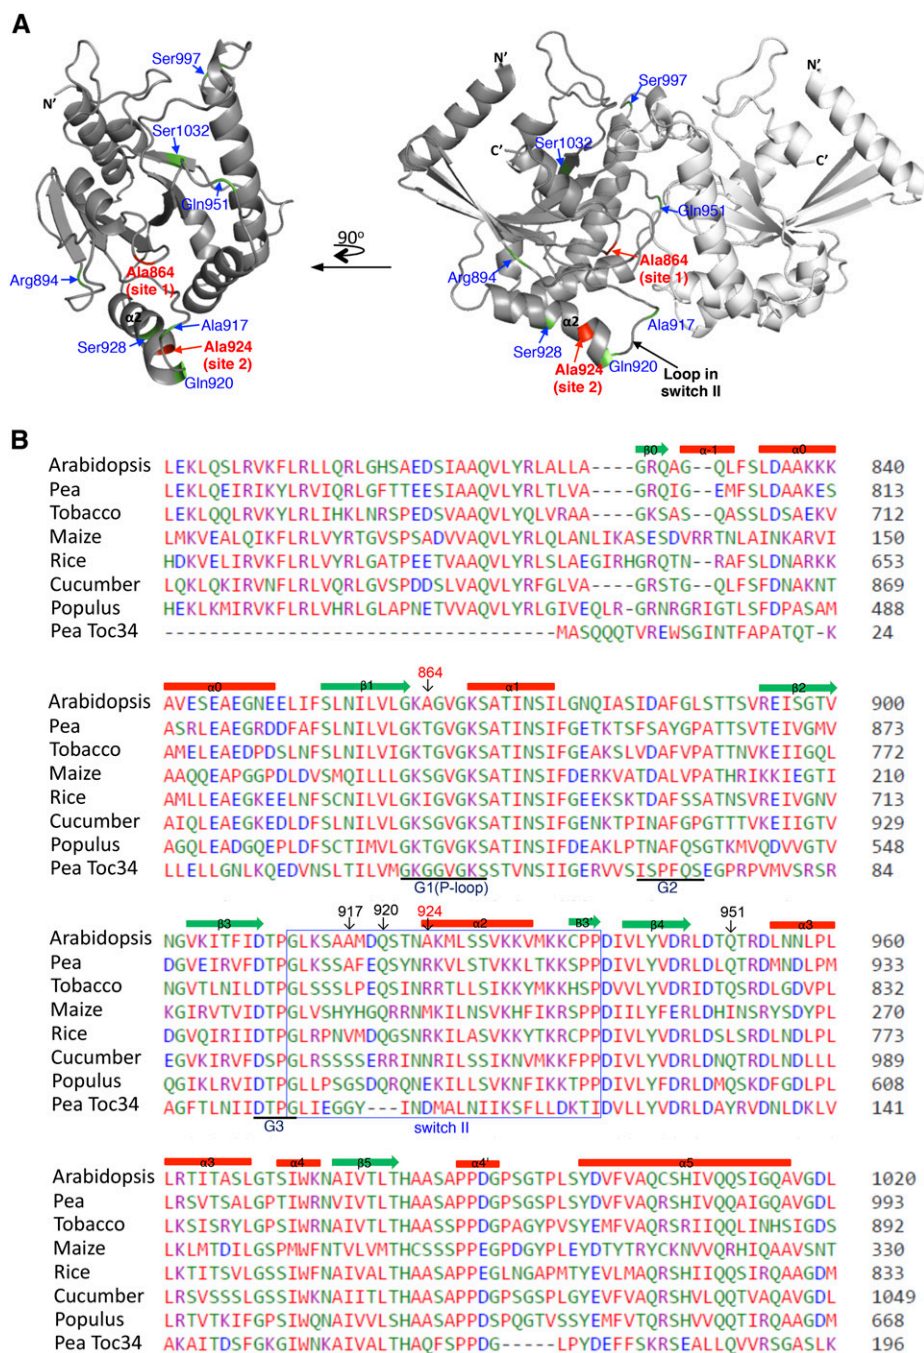 A
Ser997
N'
Ser1032
Gln951
Arg894
Ala864
(site 1)
α2
Ala917
Ser928
Ala924
(site 2)
Gln920
90°
N'
Ser997
N'
C'
Ser1032
C'
Gln951
Ala864
(site 1)
Arg894
α2
Ala917
Ser928
Ala924
(site 2)
Gln920
Loop in
switch II
B
β0 α-1 α0
Arabidopsis LEKLQSLRVKFLRLLQRLGHSAEDSIAAQVLYRLALLA----GRQAG--QLFSLDAAKKK 840
Pea LEKLQEIRIKYLRVIQRLGFTTEESIAAQVLYRLTLVA----GRQIG--EMFSLDAAKES 813
Tobacco LEKLQQLRVKYLRLIHKLNRSPEDSVAAQVLYQLVRAA----GKSAS--QASSLDSAEKV 712
Maize LMKVEALQIKFLRLVYRTGVSPSADVVAQVLYRLQLANLIKASESDVRRTNLAINKARVI 150
Rice HDKVELIRVKFLRLVYRLGATPEETVAAQVLYRLSLAEGIRHGRQTN--RAFSLDNARKK 653
Cucumber LQKLQKIRVNFLRLVQRLGVSPDDSLVAQVLYRFGLVA----GRSTG--QLFSFDNAKNT 869
Populus HEKLKMIRVKFLRLVHRLGLAPNETVVAQVLYRLGIVEQLR-GRNRGRIGTLSFDPASAM 488
Pea Toc34 -----------------------------------MASQQQTVREWSGINTFAPATQT-K 24
α0 β1 864 α1 β2
Arabidopsis AVESEAEGNEELIFSLNILVLGKAGVGKSATINSILGNQIASIDAFGLSTTSVREISGTV 900
Pea ASRLEAEGRDDFAFSLNILVLGKTGVGKSATINSIFGETKTSFSAYGPATTSVTEIVGMV 873
Tobacco AMELEAEDPDLSNFSLNILVLGKTGVGKSATINSIFGEAKSLVDAFVPATTNVKEIIGQL 772
Maize AAQQEAPGGPDLDVSMQILLLGKSGVGKSATINSIFDERKVATDALVPATHRIKKIEGTI 210
Rice AMLLEAEGKEELNFSCNILVLGKIGVGKSATINSIFGEEKSKTDAFSSATNSVREIVGNV 713
Cucumber AIQLEAEGKEDLDFSLNILVLGKSGVGKSATINSIFGENKTPINAFGPGTTTVKEIIGTV 929
Populus AGQLEADGQEPLDFSCTIMVLGKTGVGKSATINSIFDEAKLPTNAFQSGTKMVQDVVGTV 548
Pea Toc34 LLELLGNLKQEDVNSLTILVMGKGGVGKSSTVNSIIGERVVSISPFQSEGPRPVMVSRSR 84
G1(P-loop) G2
β3 917 920 924 α2 β3' β4 951 α3
Arabidopsis NGVKITFIDTPGLKSAAMDQSTNAKMLSSVKKVMKKCPPDIVLYVDRLDTQTRDLNNLPL 960
Pea DGVEIRVFDTPGLKSSAFEQSYNRKVLSTVKKLTKKSPPDIVLYVDRLDLQTRDMNDLPM 933
Tobacco NGVTLNILDTPGLSSSLPEQSINRRTLLSIKKYMKKHSPDVVLYVDRIDTQSRDLGDVPL 832
Maize KGIRVTVIDTPGLVSHYHGQRRNMKILNSVKHFIKRSPPDIILYFERLDHINSRYSDYPL 270
Rice DGVQIRIIDTPGLRPNVMDQGSNRKILASVKKYTKRCPPDIVLYVDRLDSLSRDLNDLPL 773
Cucumber EGVKIRVFDSPGLRSSSSERRINNRILSSIKNVMKKFPPDIVLYVDRLDNQTRDLNDLLL 989
Populus QGIKLRVIDTPGLLPSGSDQRQNEKILLSVKNFIKKTPPDIVLYFDRLDMQSKDFGDLPL 608
Pea Toc34 AGFTLNIIDTPGLIEGGY---INDMALNIIKSFLLDKTIDVLLYVDRLDAYRVDNLDKLV 141
G3 switch II
α3 α4 β5 α4' α5
Arabidopsis LRTITASLGTSIWKNAIVTLTHAASAPPDGPSGTPLSYDVFVAQCSHIVQQSIGQAVGDL 1020
Pea LRSVTSALGPTIWRNVIVTLTHAASAPPDGPSGSPLSYDVFVAQRSHIVQQAIGQAVGDL 993
Tobacco LKSISRYLGPSIWRNAIVTLTHAASSPPDGPAGYPVSYEMFVAQRSRIIQQLINHSIGDS 892
Maize LKLMTDILGSPMWFNTVLVMTHCSSSPPEGPDGYPLEYDTYTRYCKNVVQRHIQAAVSNT 330
Rice LKTITSVLGSSIWFNAIVALTHAASAPPEGLNGAPMTYEVLMAQRSHIIQQSIRQAAGDM 833
Cucumber LRSVSSSLGSSIWKNAIITLTHAASAPPDGPSGSPLGYEVFVAQRSHVLQQTVAQAVGDL 1049
Populus LRTVTKIFGPSIWQNAIVALTHAASAPPDSPQGTVSSYEMFVTQRSHVVQQTIRQAAGDM 668
Pea Toc34 AKAITDSFGKGIWNKAIVALTHAQFSPPDG-----LPYDEFFSKRSEALLQVVRSGASLK 196